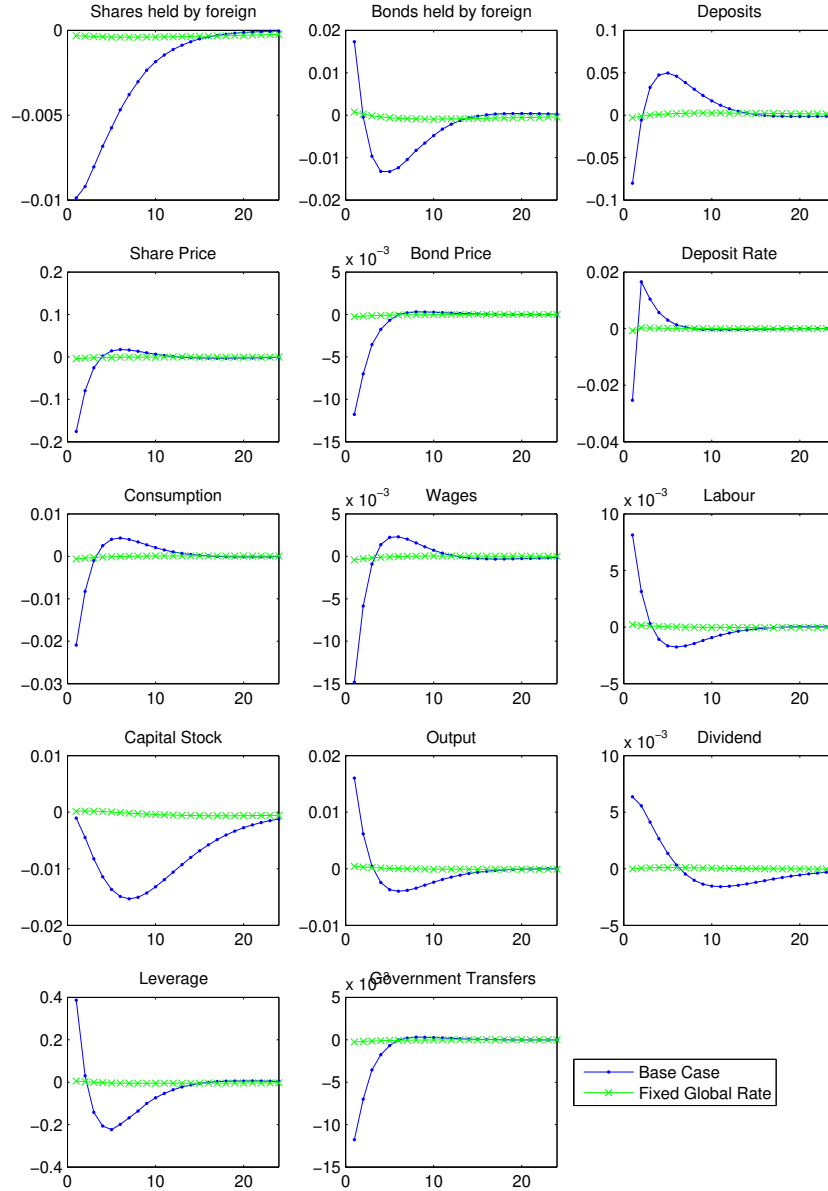 Shares held by foreign
Bonds held by foreign
Deposits
0
−0.005
−0.01
0 10 20
0.02
0.01
0
−0.01
−0.02
0 10 20
0.1
0.05
0
−0.05
−0.1
0 10 20
Share Price
Bond Price
Deposit Rate
0.2
0.1
0
−0.1
−0.2
0 10 20
x 10−3
5
0
−5
−10
−15
0 10 20
0.02
0
−0.02
−0.04
0 10 20
Consumption
Wages
Labour
0.01
0
−0.01
−0.02
−0.03
0 10 20
x 10−3
5
0
−5
−10
−15
0 10 20
x 10−3
10
5
0
−5
0 10 20
Capital Stock
Output
Dividend
0.01
0
−0.01
−0.02
0 10 20
0.02
0.01
0
−0.01
0 10 20
x 10−3
10
5
0
−5
0 10 20
Leverage
Government Transfers
0.4
0.2
0
−0.2
−0.4
0 10 20
x 10−3
5
0
−5
−10
−15
0 10 20
Base Case
Fixed Global Rate